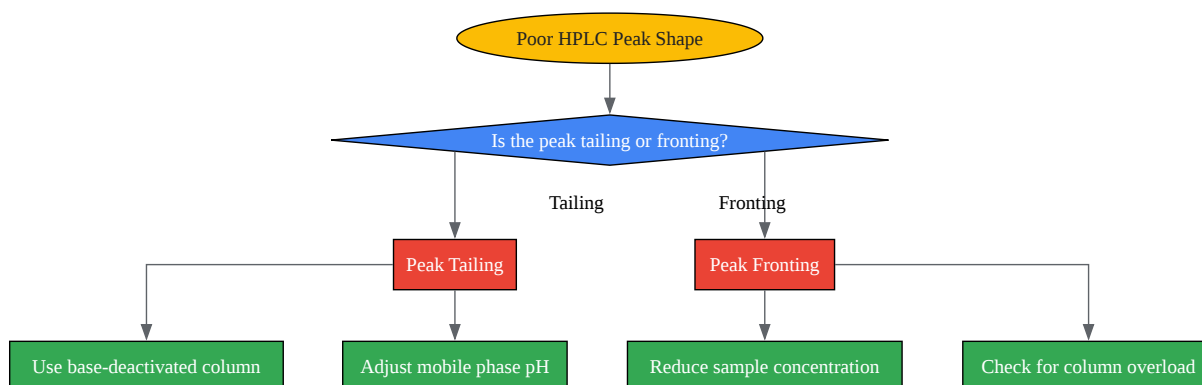 Poor HPLC Peak Shape
Is the peak tailing or fronting?
Tailing
Fronting
Peak Tailing
Peak Fronting
Use base-deactivated column
Adjust mobile phase pH
Reduce sample concentration
Check for column overload